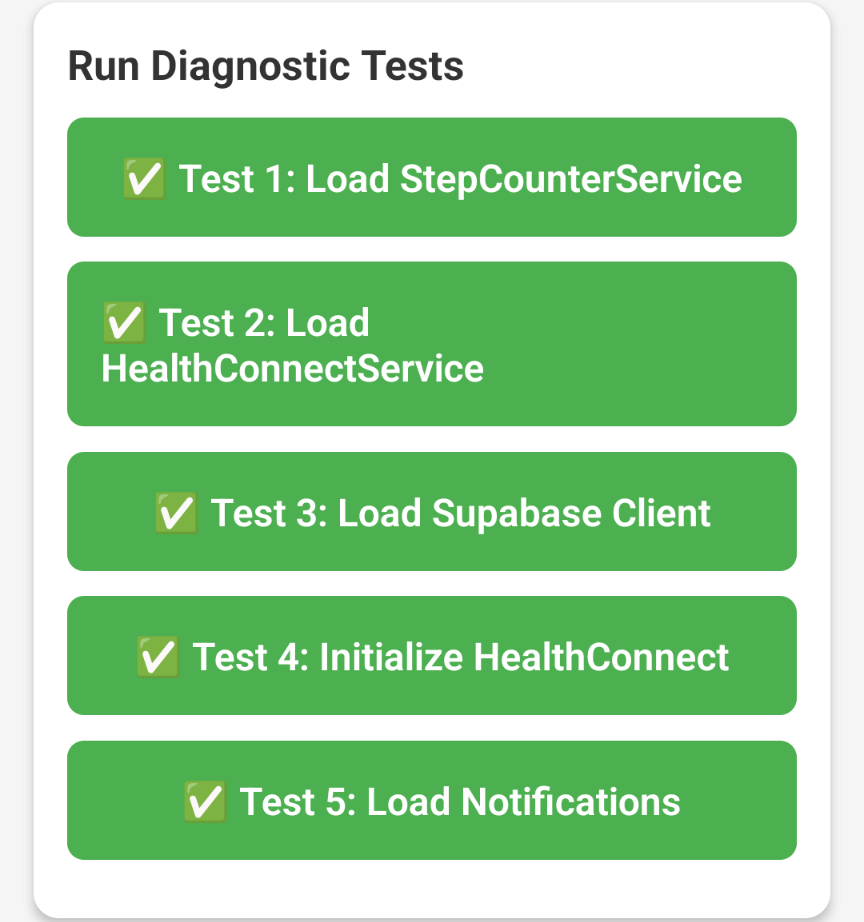 Run Diagnostic Tests
✅ Test 1: Load StepCounterService
✅ Test 2: Load
HealthConnectService
✅ Test 3: Load Supabase Client
✅ Test 4: Initialize HealthConnect
✅ Test 5: Load Notifications